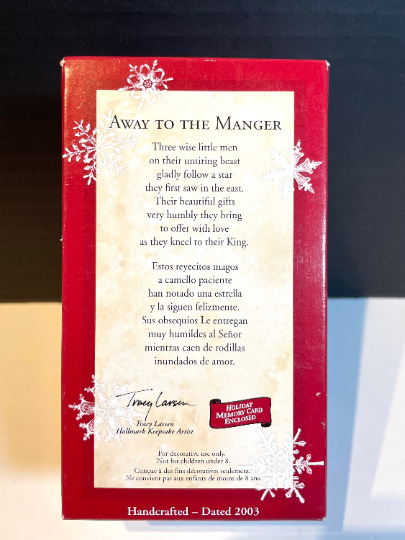 AWAY TO THE MANGER
Three wise little men
on their untiring beast
gladly follow a star
they first saw in the east.
Their beautiful gifts
very humbly they bring
to offer with love
as they kneel to their King.
Estos reyecitos magos
a camello paciente
han notado una estrella
y la siguen felizmente.
Sus obsequios Le entregan
muy humildes al Señor
mientras caen de rodillas
inundados de amor.
Tracy Larsen
Tracy Larsen
Hallmark Keepsake Artist
HOLIDAY
MEMORY CARD
ENCLOSED
For decorative use only.
Not for children under 8.
Conçue à des fins décoratives seulement.
Ne convient pas aux enfants de moins de 8 ans.
Handcrafted – Dated 2003